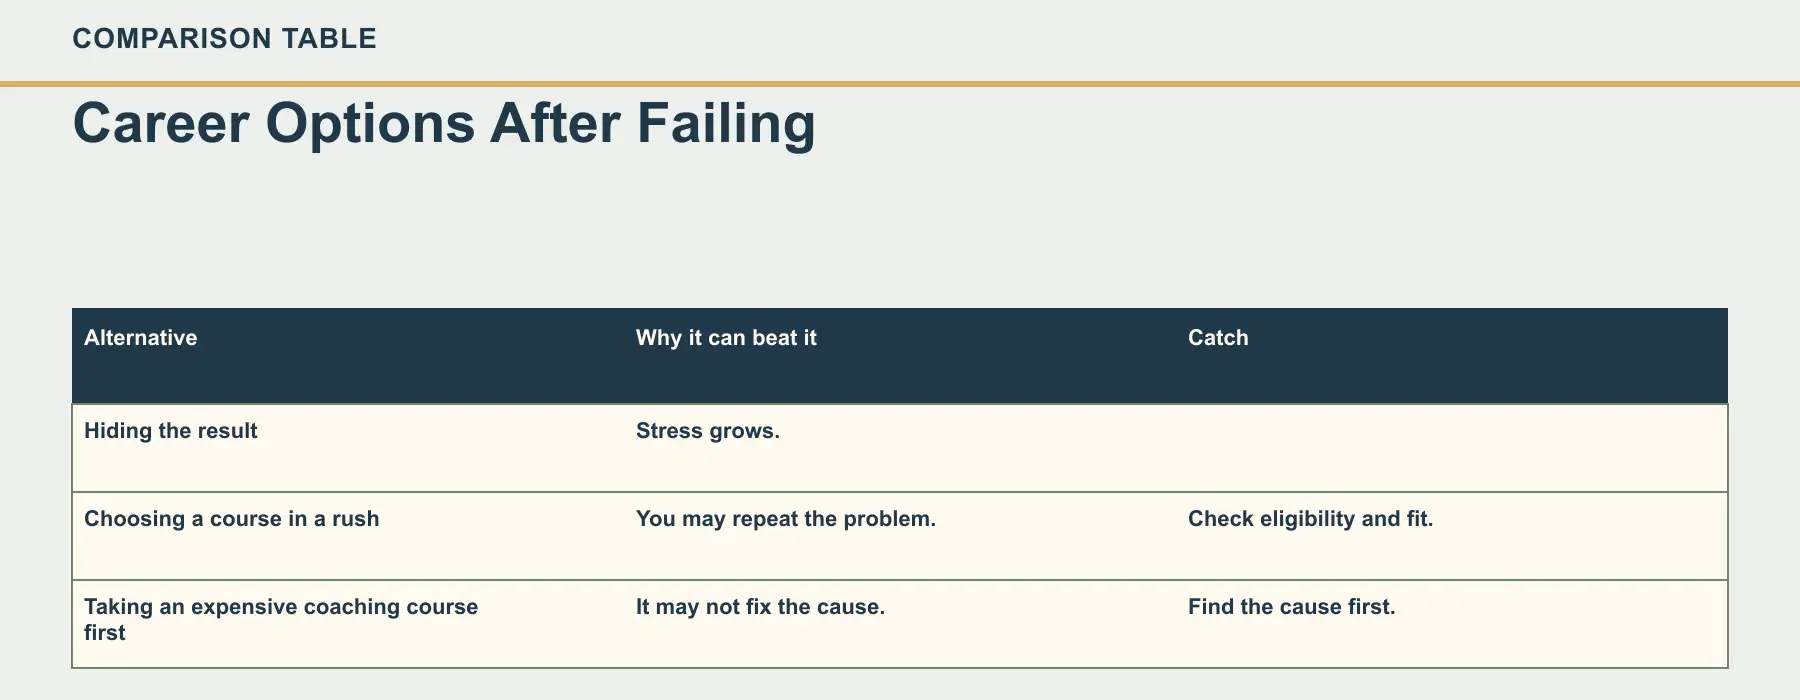 COMPARISON TABLE
Career Options After Failing
Alternative Why it can beat it Catch
Hiding the result Stress grows.
Choosing a course in a rush You may repeat the problem. Check eligibility and fit.
Taking an expensive coaching course It may not fix the cause. Find the cause first.
first